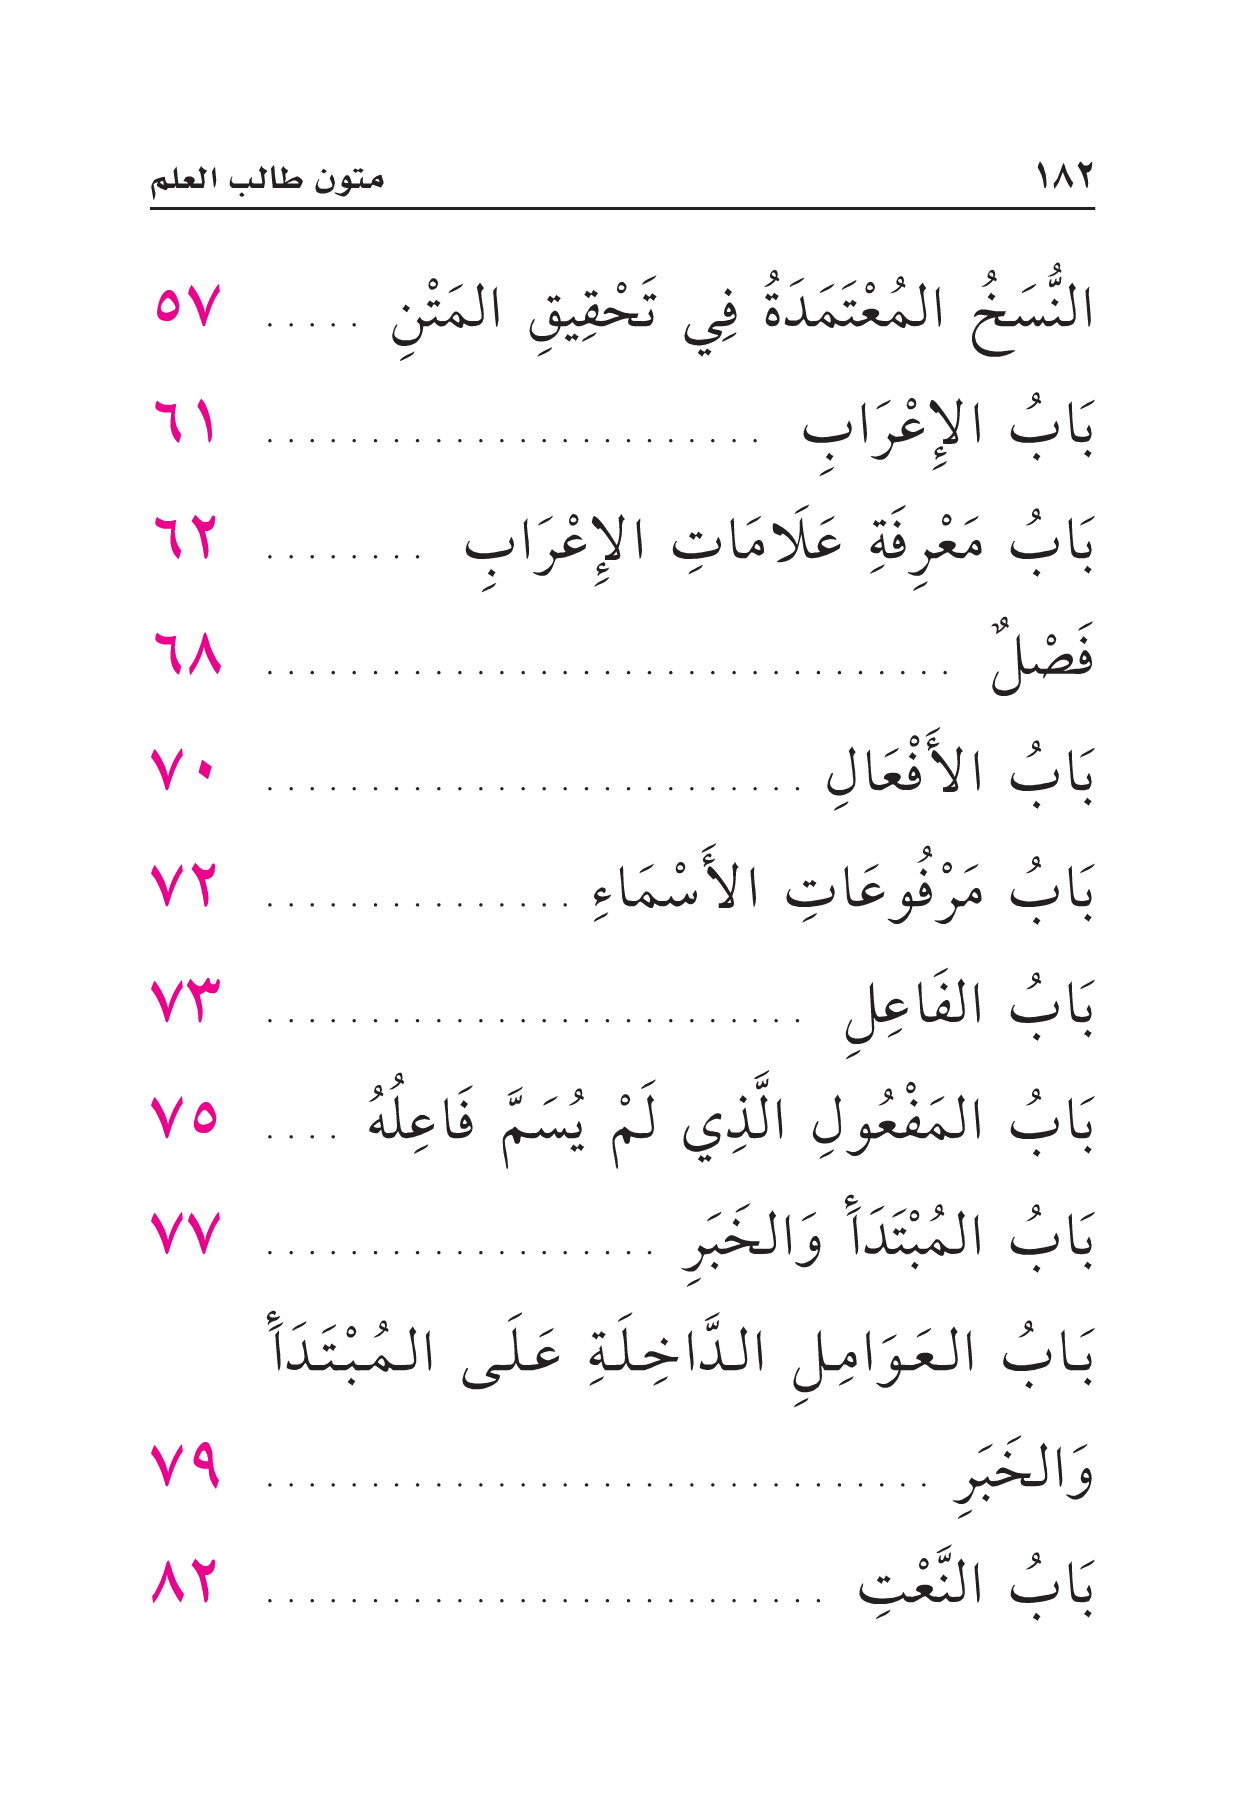 ١٨٢ متون طالب العلم
النُّسَخُ المُعْتَمَدَةُ فِي تَحْقِيقِ المَتْنِ ..... ٥٧
بَابُ الإِعْرَابِ ........................ ٦١
بَابُ مَعْرِفَةِ عَلَامَاتِ الإِعْرَابِ ........ ٦٢
فَصْلٌ ................................. ٦٨
بَابُ الأَفْعَالِ .......................... ٧٠
بَابُ مَرْفُوعَاتِ الأَسْمَاءِ ............... ٧٢
بَابُ الفَاعِلِ .......................... ٧٣
بَابُ المَفْعُولِ الَّذِي لَمْ يُسَمَّ فَاعِلُهُ .... ٧٥
بَابُ المُبْتَدَأَ وَالخَبَرِ ................... ٧٧
بَابُ العَوَامِلِ الدَّاخِلَةِ عَلَى المُبْتَدَأَ
وَالخَبَرِ ................................ ٧٩
بَابُ النَّعْتِ ........................... ٨٢